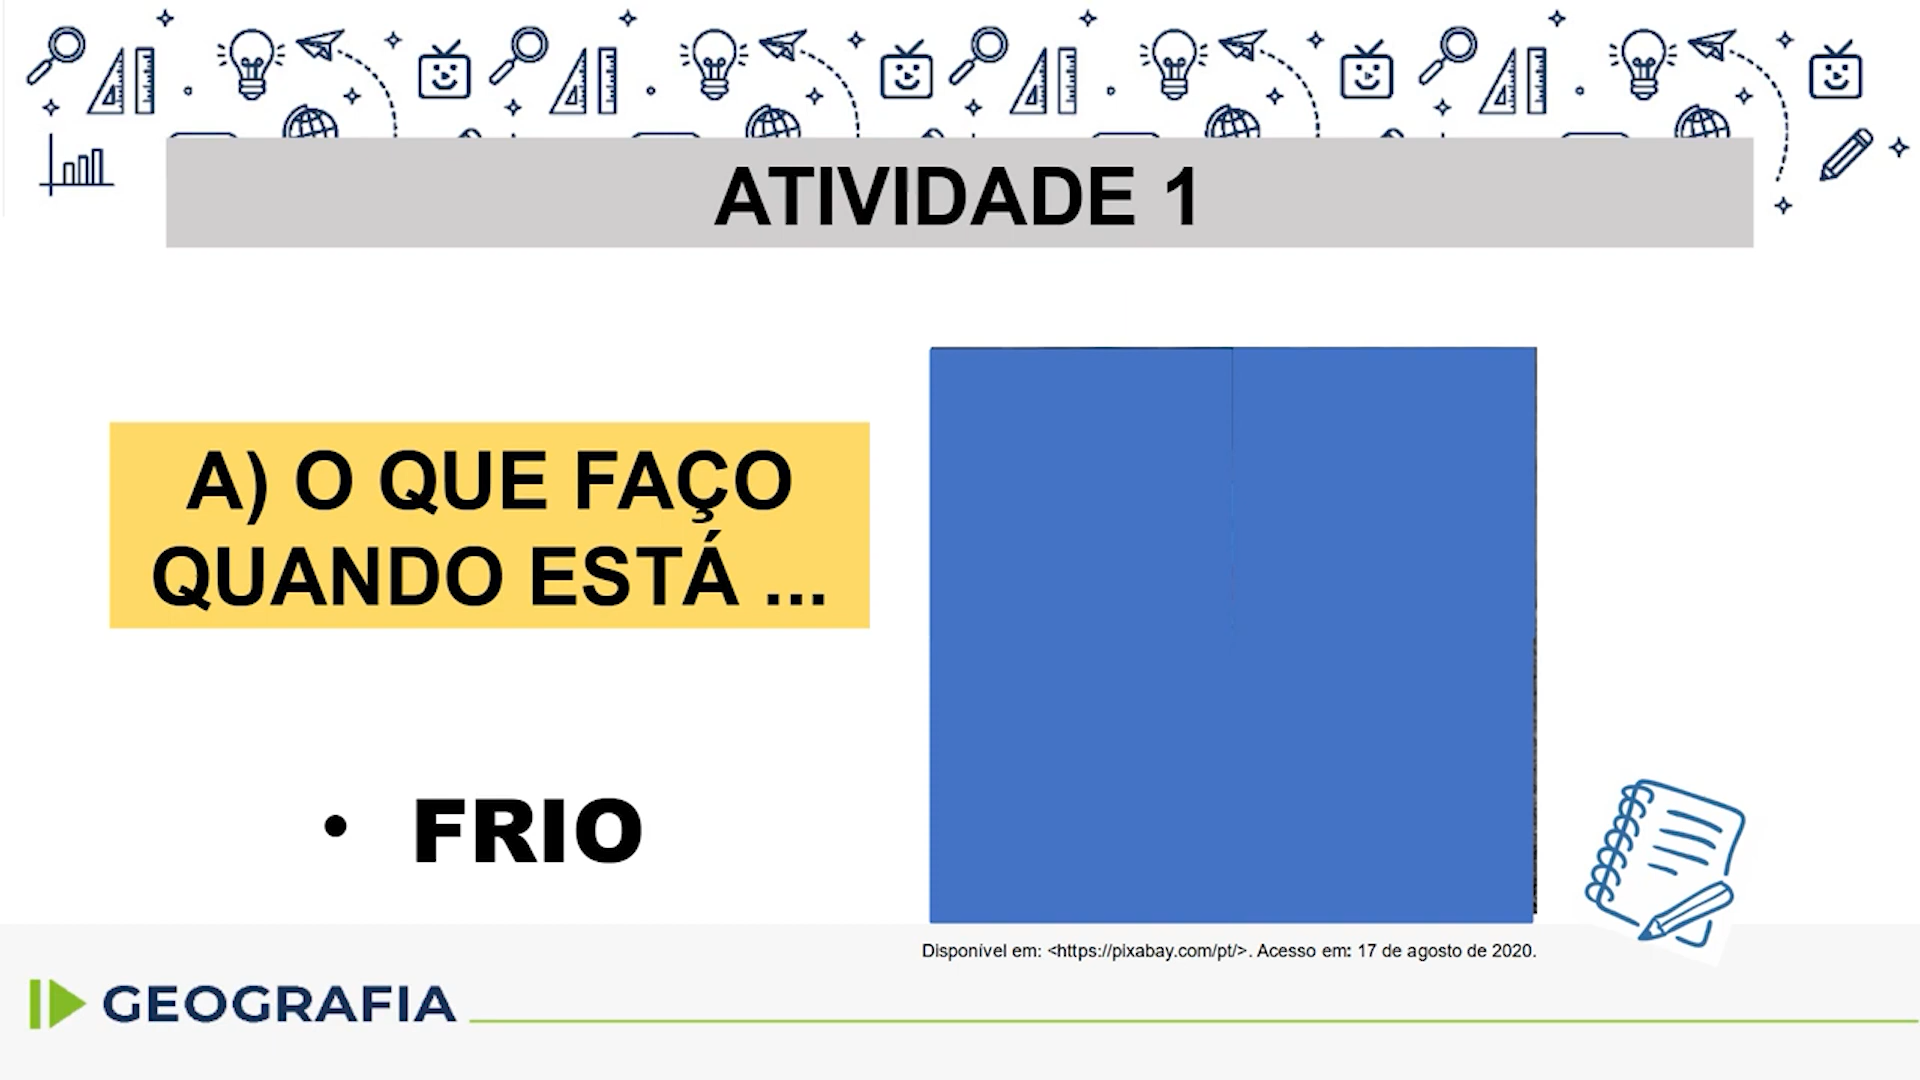 ATIVIDADE 1
A) O QUE FAÇO
QUANDO ESTÁ ...
• FRIO
Disponível em: <https://pixabay.com/pt/>. Acesso em: 17 de agosto de 2020.
GEOGRAFIA